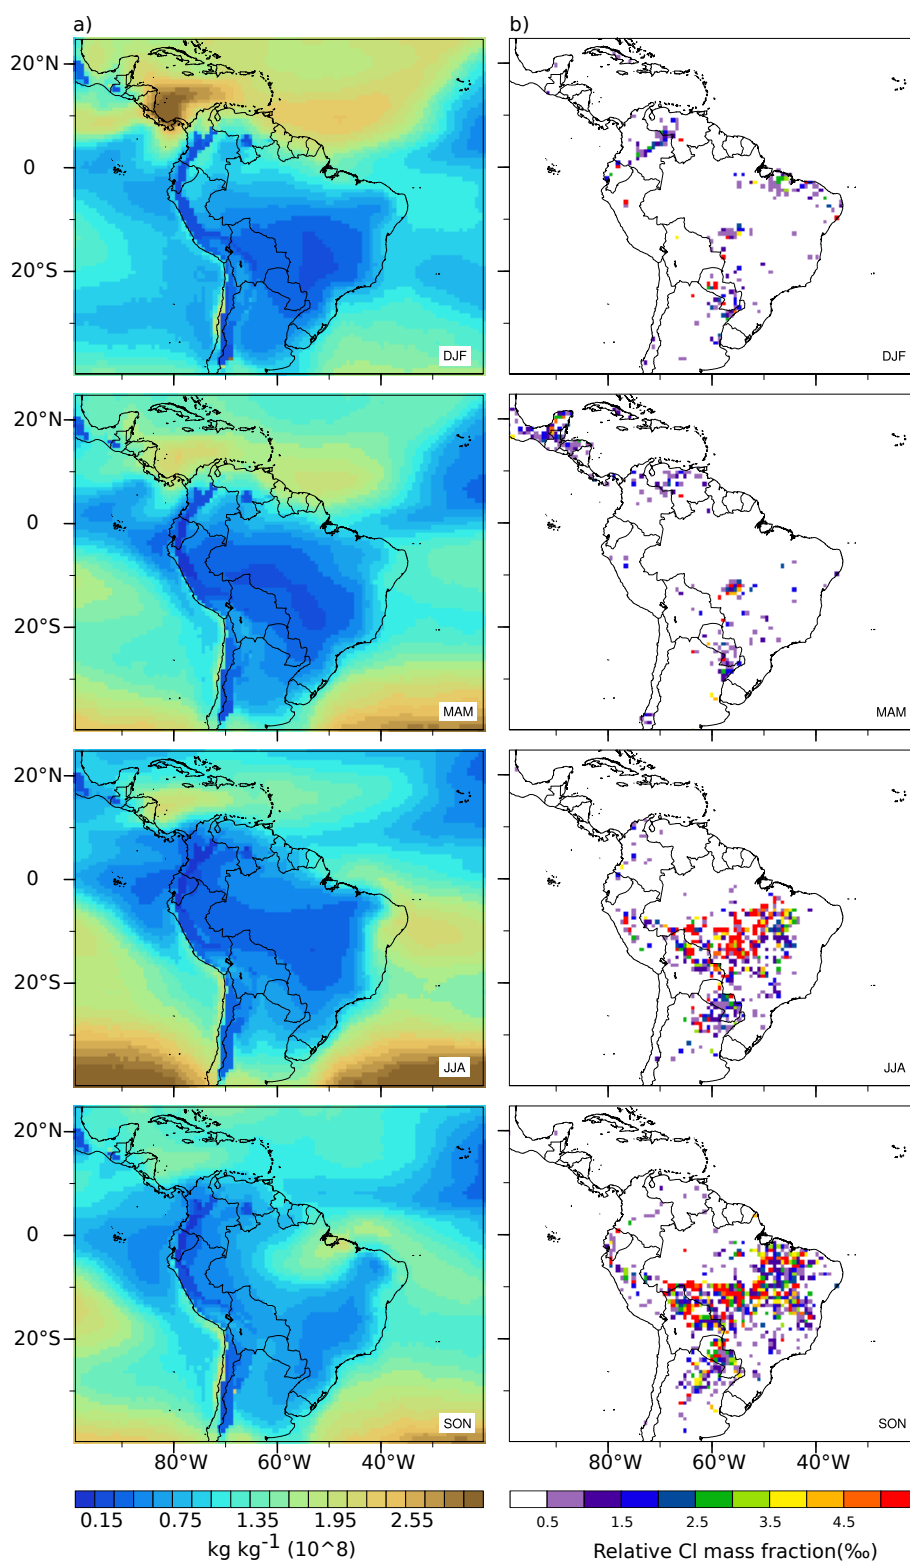 a) b)
20°N
0
20°S
DJF DJF
20°N
0
20°S
MAM MAM
20°N
0
20°S
JJA JJA
20°N
0
20°S
SON SON
80°W 60°W 40°W 80°W 60°W 40°W
0.15 0.75 1.35 1.95 2.55 0.5 1.5 2.5 3.5 4.5
kg kg⁻¹ (10^8) Relative Cl mass fraction(‰)